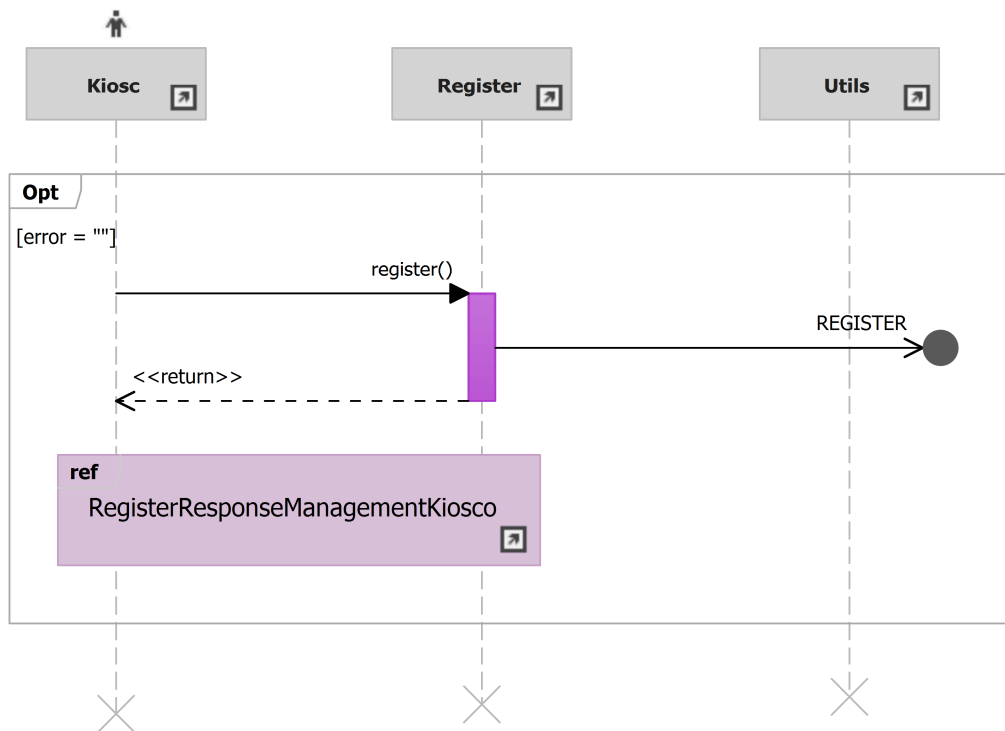 Kiosc
Register
Utils
Opt
[error = ""]
register()
REGISTER
<<return>>
ref
RegisterResponseManagementKiosco